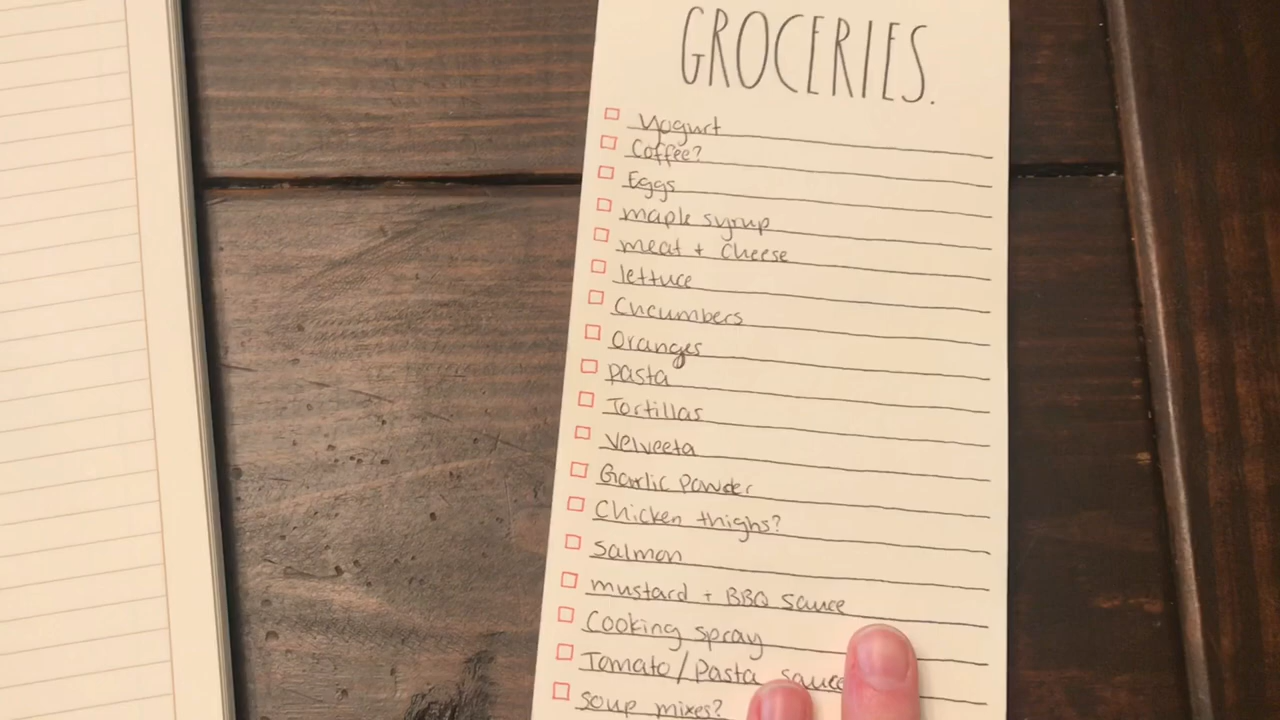 GROCERIES.
Yogurt
Coffee?
Eggs
maple syrup
meat + cheese
lettuce
Cucumbers
Oranges
pasta
Tortillas
Velveeta
Garlic powder
Chicken thighs?
Salmon
mustard + BBQ sauce
Cooking spray
Tomato/Pasta sauce
soup mixes?